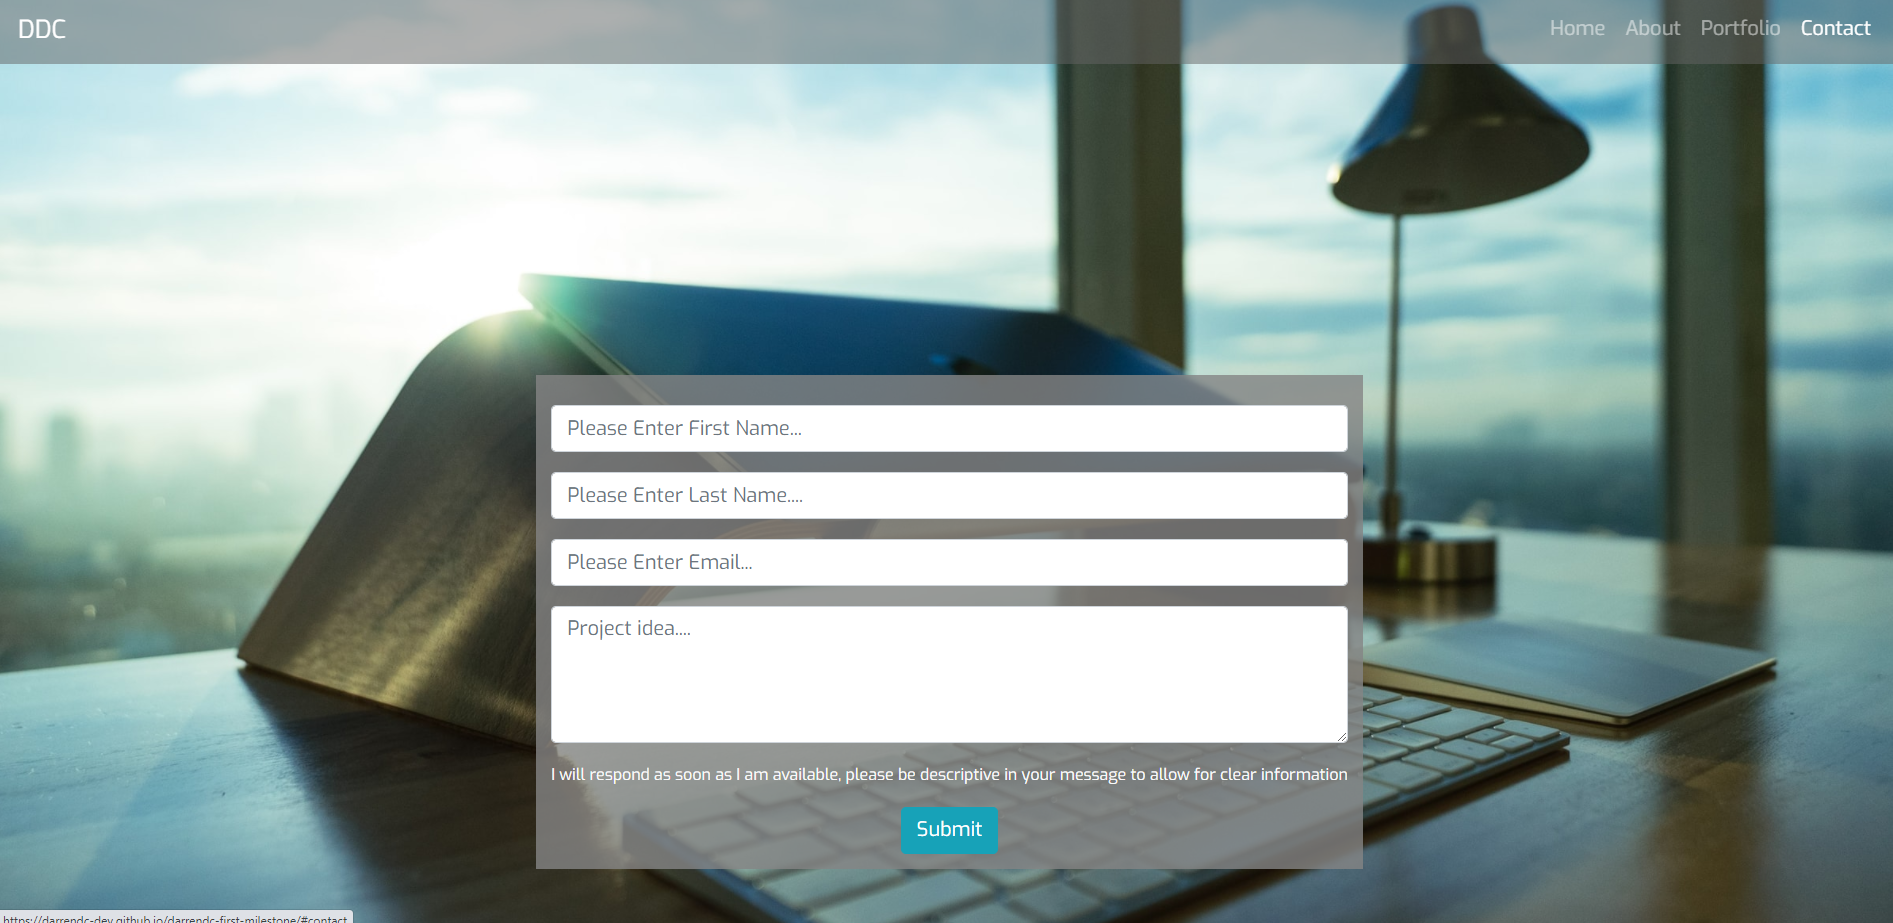 DDC
Home About Portfolio Contact
Please Enter First Name...
Please Enter Last Name....
Please Enter Email...
Project idea....
I will respond as soon as I am available, please be descriptive in your message to allow for clear information
Submit
https://darrendc-dev.github.io/darrendc-first-milestone/#contact